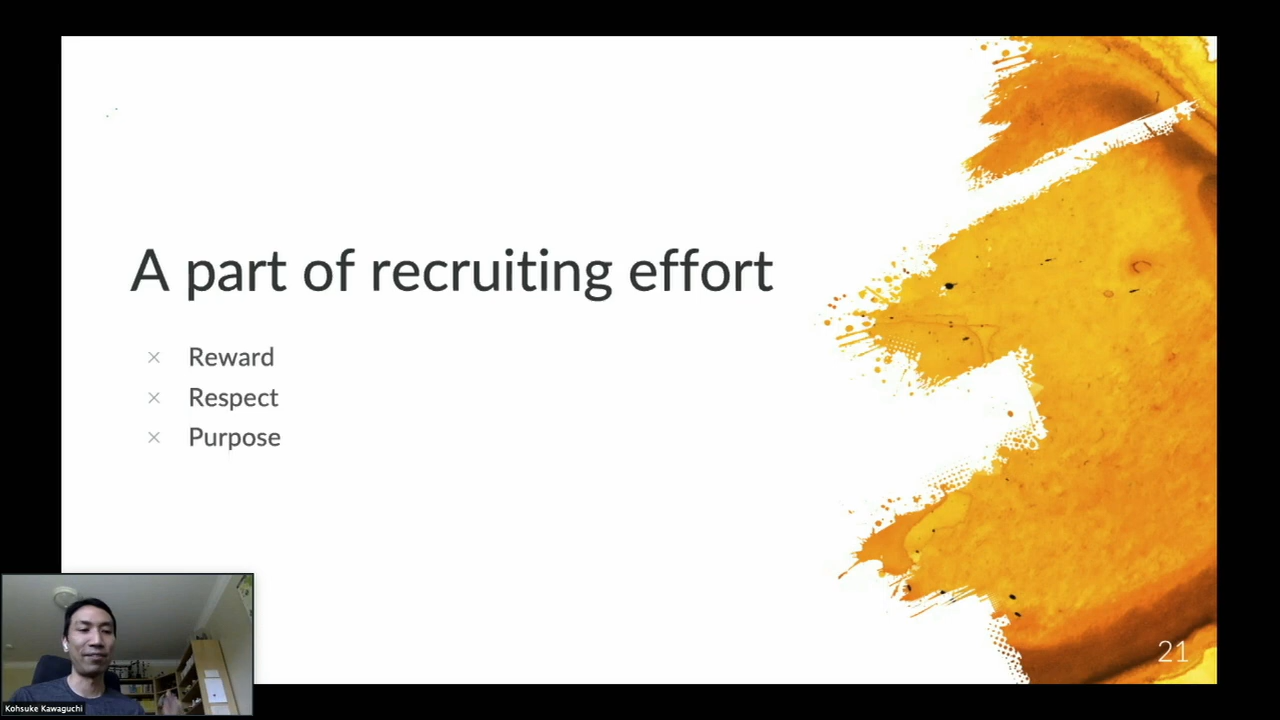 A part of recruiting effort
× Reward
× Respect
× Purpose
21
Kohsuke Kawaguchi